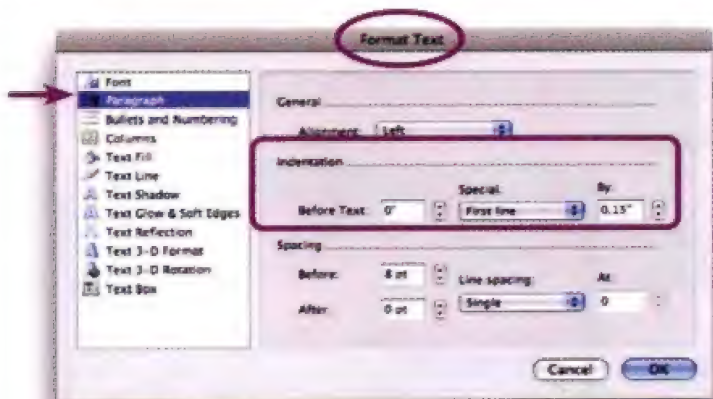 Format Text
Font
Paragraph
Bullets and Numbering
Columns
Text Fill
Text Line
Text Shadow
Text Glow & Soft Edges
Text Reflection
Text 3-D Format
Text 3-D Rotation
Text Box
General
Alignment: Left
Indentation
Special: By:
Before Text: 0" First line 0.15"
Spacing
Before: 8 pt Line spacing: At:
After: 0 pt Single 0
Cancel OK